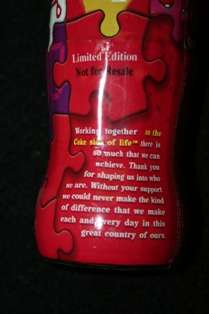 Limited Edition
Not for Resale
Working together on the
Coke side of life™ there is
so much that we can
achieve. Thank you
for shaping us into who
we are. Without your support
we could never make the kind
of difference that we make
each and every day in this
great country of ours.